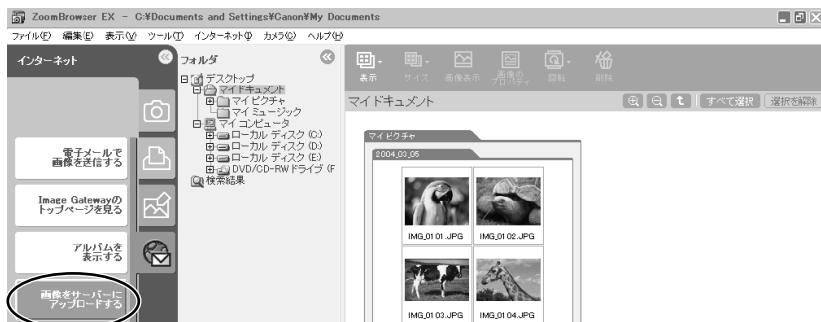 ZoomBrowser EX - C:¥Documents and Settings¥Canon¥My Documents
ファイル(F) 編集(E) 表示(V) ツール(T) インターネット(I) カメラ(C) ヘルプ(H)
インターネット
電子メールで
画像を送信する
Image Gatewayの
トップページを見る
アルバムを
表示する
画像をサーバーに
アップロードする
フォルダ
デスクトップ
マイドキュメント
マイピクチャ
マイミュージック
マイコンピュータ
ローカル ディスク (C:)
ローカル ディスク (D:)
ローカル ディスク (E:)
DVD/CD-RWドライブ (F
検索結果
表示 サイズ 画像表示 画像のプロパティ 回転 削除
マイドキュメント
すべて選択 選択を解除
マイピクチャ
2004_03_05
IMG_0101.JPG IMG_0102.JPG
IMG_0103.JPG IMG_0104.JPG